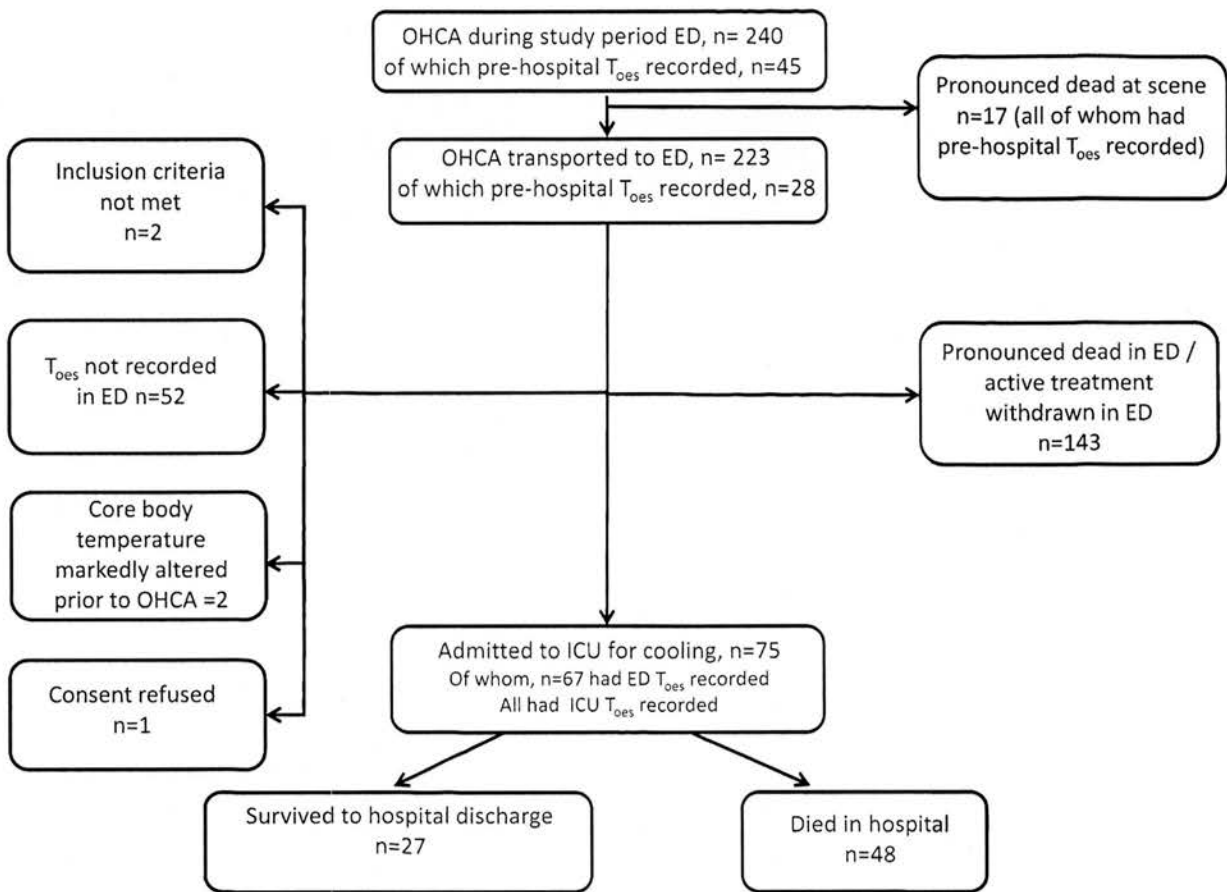 OHCA during study period ED, n= 240
of which pre-hospital Toes recorded, n=45
Pronounced dead at scene
n=17 (all of whom had
pre-hospital Toes recorded)
OHCA transported to ED, n= 223
of which pre-hospital Toes recorded, n=28
Inclusion criteria
not met
n=2
Toes not recorded
in ED n=52
Pronounced dead in ED /
active treatment
withdrawn in ED
n=143
Core body
temperature
markedly altered
prior to OHCA =2
Consent refused
n=1
Admitted to ICU for cooling, n=75
Of whom, n=67 had ED Toes recorded
All had ICU Toes recorded
Survived to hospital discharge
n=27
Died in hospital
n=48